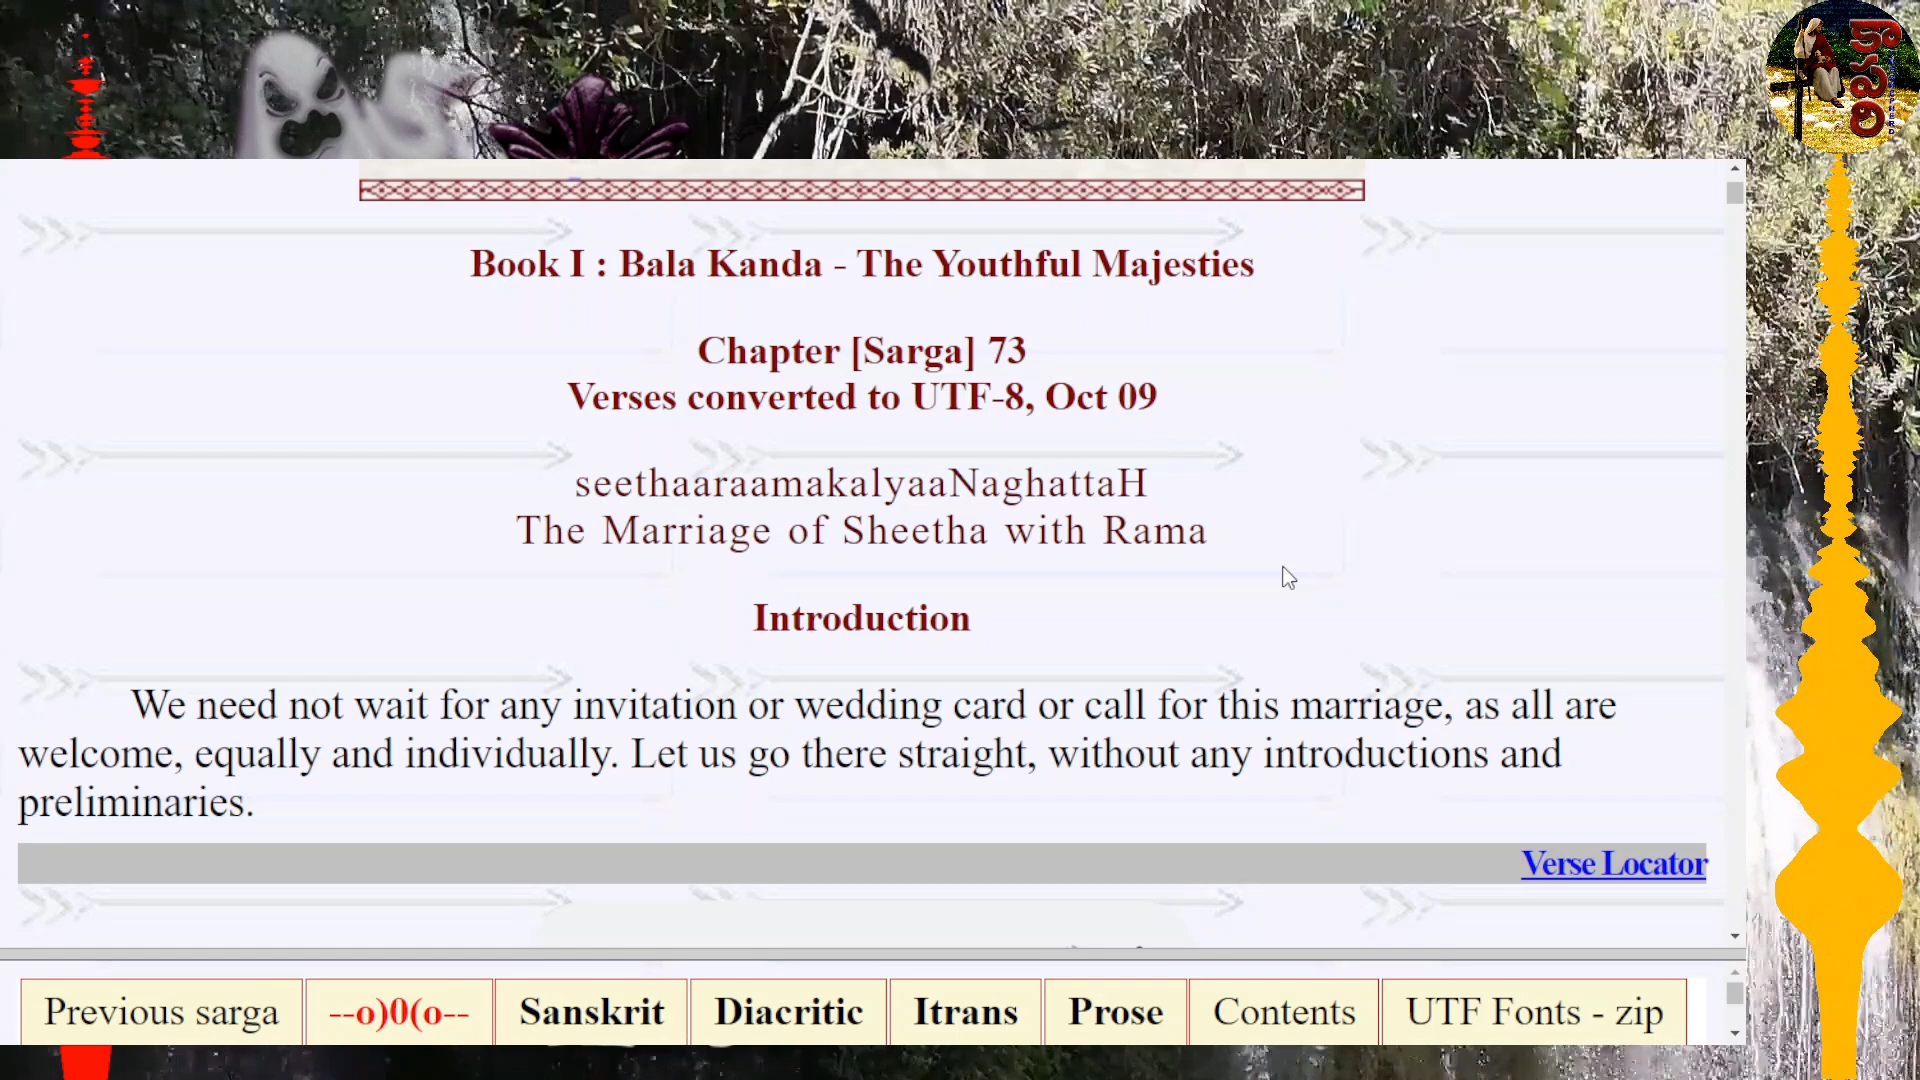 కాపరి
Book I : Bala Kanda - The Youthful Majesties
Chapter [Sarga] 73
Verses converted to UTF-8, Oct 09
seethaaraamakalyaaNaghattaH
The Marriage of Sheetha with Rama
Introduction
We need not wait for any invitation or wedding card or call for this marriage, as all are
welcome, equally and individually. Let us go there straight, without any introductions and
preliminaries.
Verse Locator
Previous sarga --o)0(o-- Sanskrit Diacritic Itrans Prose Contents UTF Fonts - zip